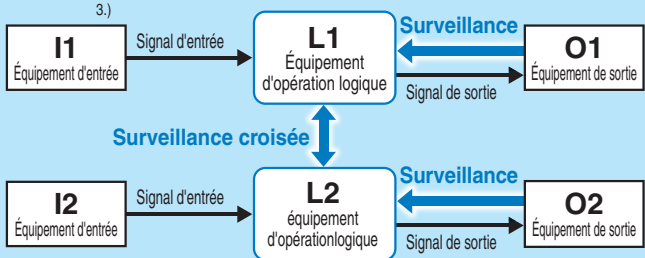 3.)
I1
Équipement d'entrée
Signal d'entrée
L1
Équipement
d'opération logique
Surveillance
Signal de sortie
O1
Équipement de sortie
Surveillance croisée
I2
Équipement d'entrée
Signal d'entrée
L2
équipement
d'opérationlogique
Surveillance
Signal de sortie
O2
Équipement de sortie